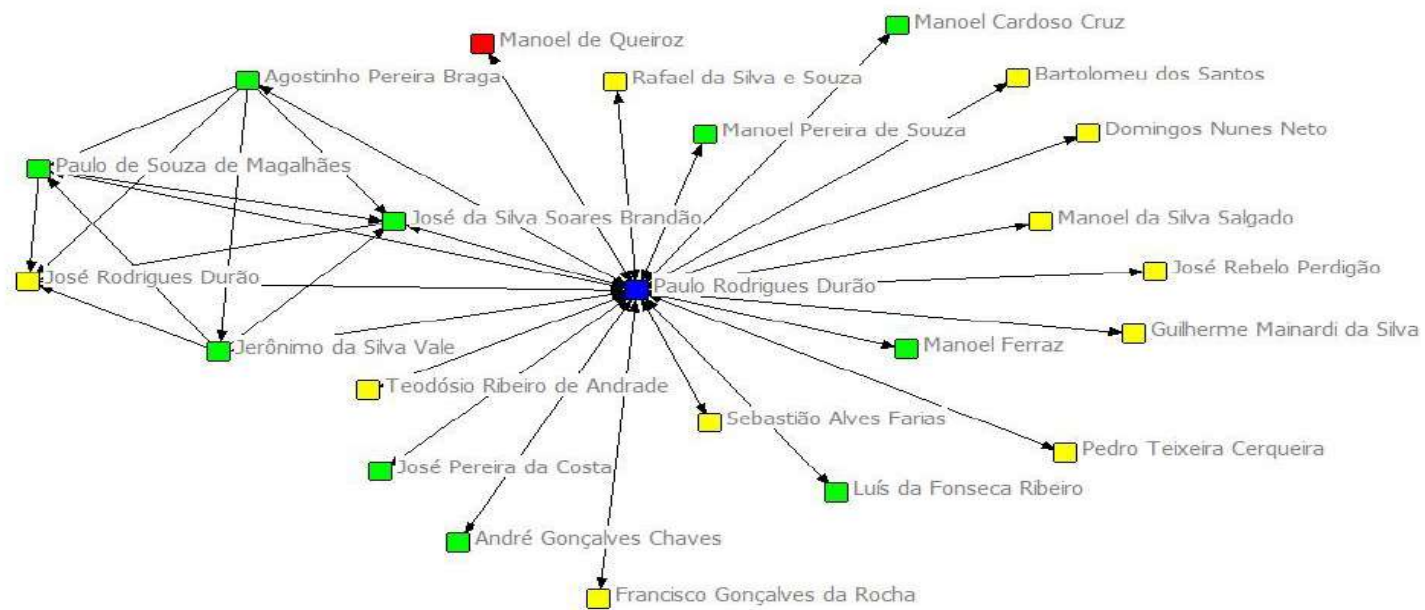 Manoel Cardoso Cruz
Manoel de Queiroz
Agostinho Pereira Braga
Rafael da Silva e Souza
Bartolomeu dos Santos
Manoel Pereira de Souza
Domingos Nunes Neto
Paulo de Souza de Magalhães
José da Silva Soares Brandão
Manoel da Silva Salgado
José Rodrigues Durão
Paulo Rodrigues Durão
José Rebelo Perdigão
Guilherme Mainardi da Silva
Jerônimo da Silva Vale
Manoel Ferraz
Teodósio Ribeiro de Andrade
Sebastião Alves Farias
Pedro Teixeira Cerqueira
José Pereira da Costa
Luís da Fonseca Ribeiro
André Gonçalves Chaves
Francisco Gonçalves da Rocha